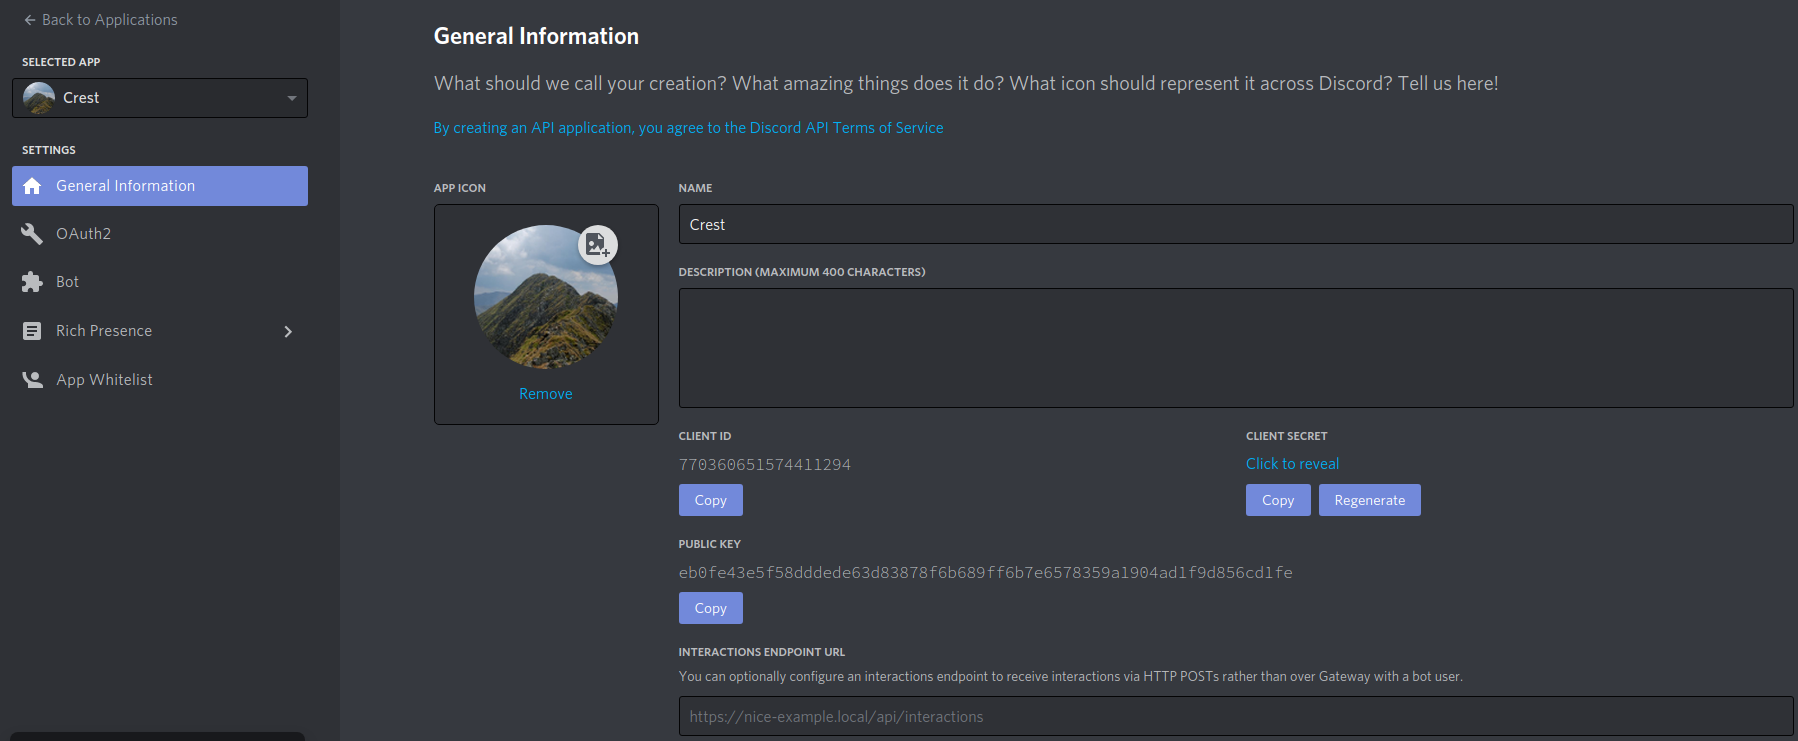 Back to Applications
SELECTED APP
Crest
SETTINGS
General Information
OAuth2
Bot
Rich Presence
App Whitelist
General Information
What should we call your creation? What amazing things does it do? What icon should represent it across Discord? Tell us here!
By creating an API application, you agree to the Discord API Terms of Service
APP ICON
Remove
NAME
Crest
DESCRIPTION (MAXIMUM 400 CHARACTERS)
CLIENT ID
770360651574411294
Copy
CLIENT SECRET
Click to reveal
Copy Regenerate
PUBLIC KEY
eb0fe43e5f58dddede63d83878f6b689ff6b7e6578359a1904ad1f9d856cd1fe
Copy
INTERACTIONS ENDPOINT URL
You can optionally configure an interactions endpoint to receive interactions via HTTP POSTs rather than over Gateway with a bot user.
https://nice-example.local/api/interactions